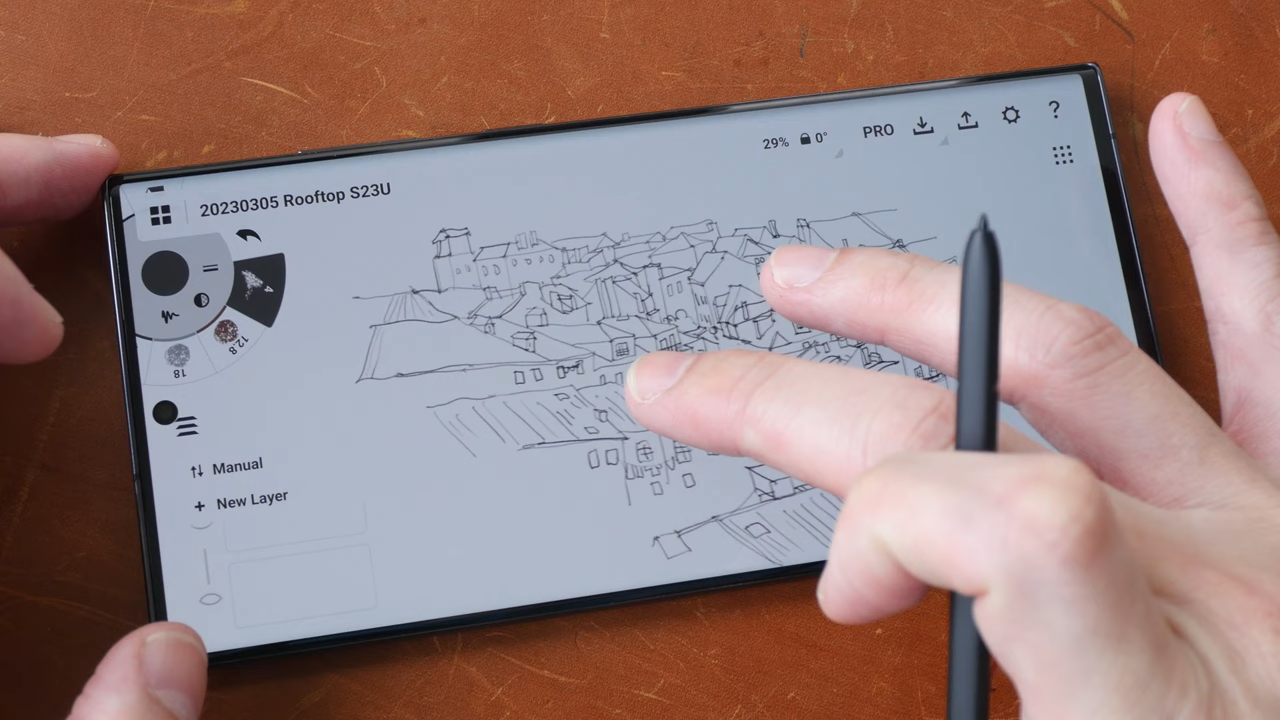 29% 0°
PRO
?
20230305 Rooftop S23U
12.8
18
Manual
+ New Layer